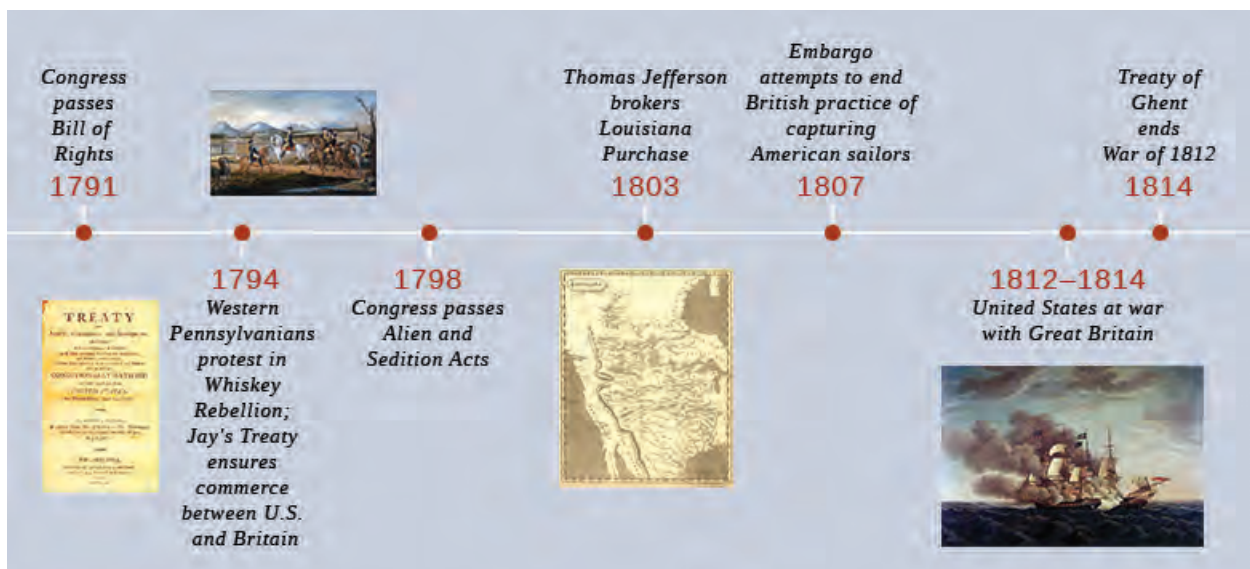 Congress
passes
Bill of
Rights
1791
1794
Western
Pennsylvanians
protest in
Whiskey
Rebellion;
Jay's Treaty
ensures
commerce
between U.S.
and Britain
1798
Congress passes
Alien and
Sedition Acts
Thomas Jefferson
brokers
Louisiana
Purchase
1803
Embargo
attempts to end
British practice of
capturing
American sailors
1807
1812–1814
United States at war
with Great Britain
Treaty of
Ghent
ends
War of 1812
1814
TREATY